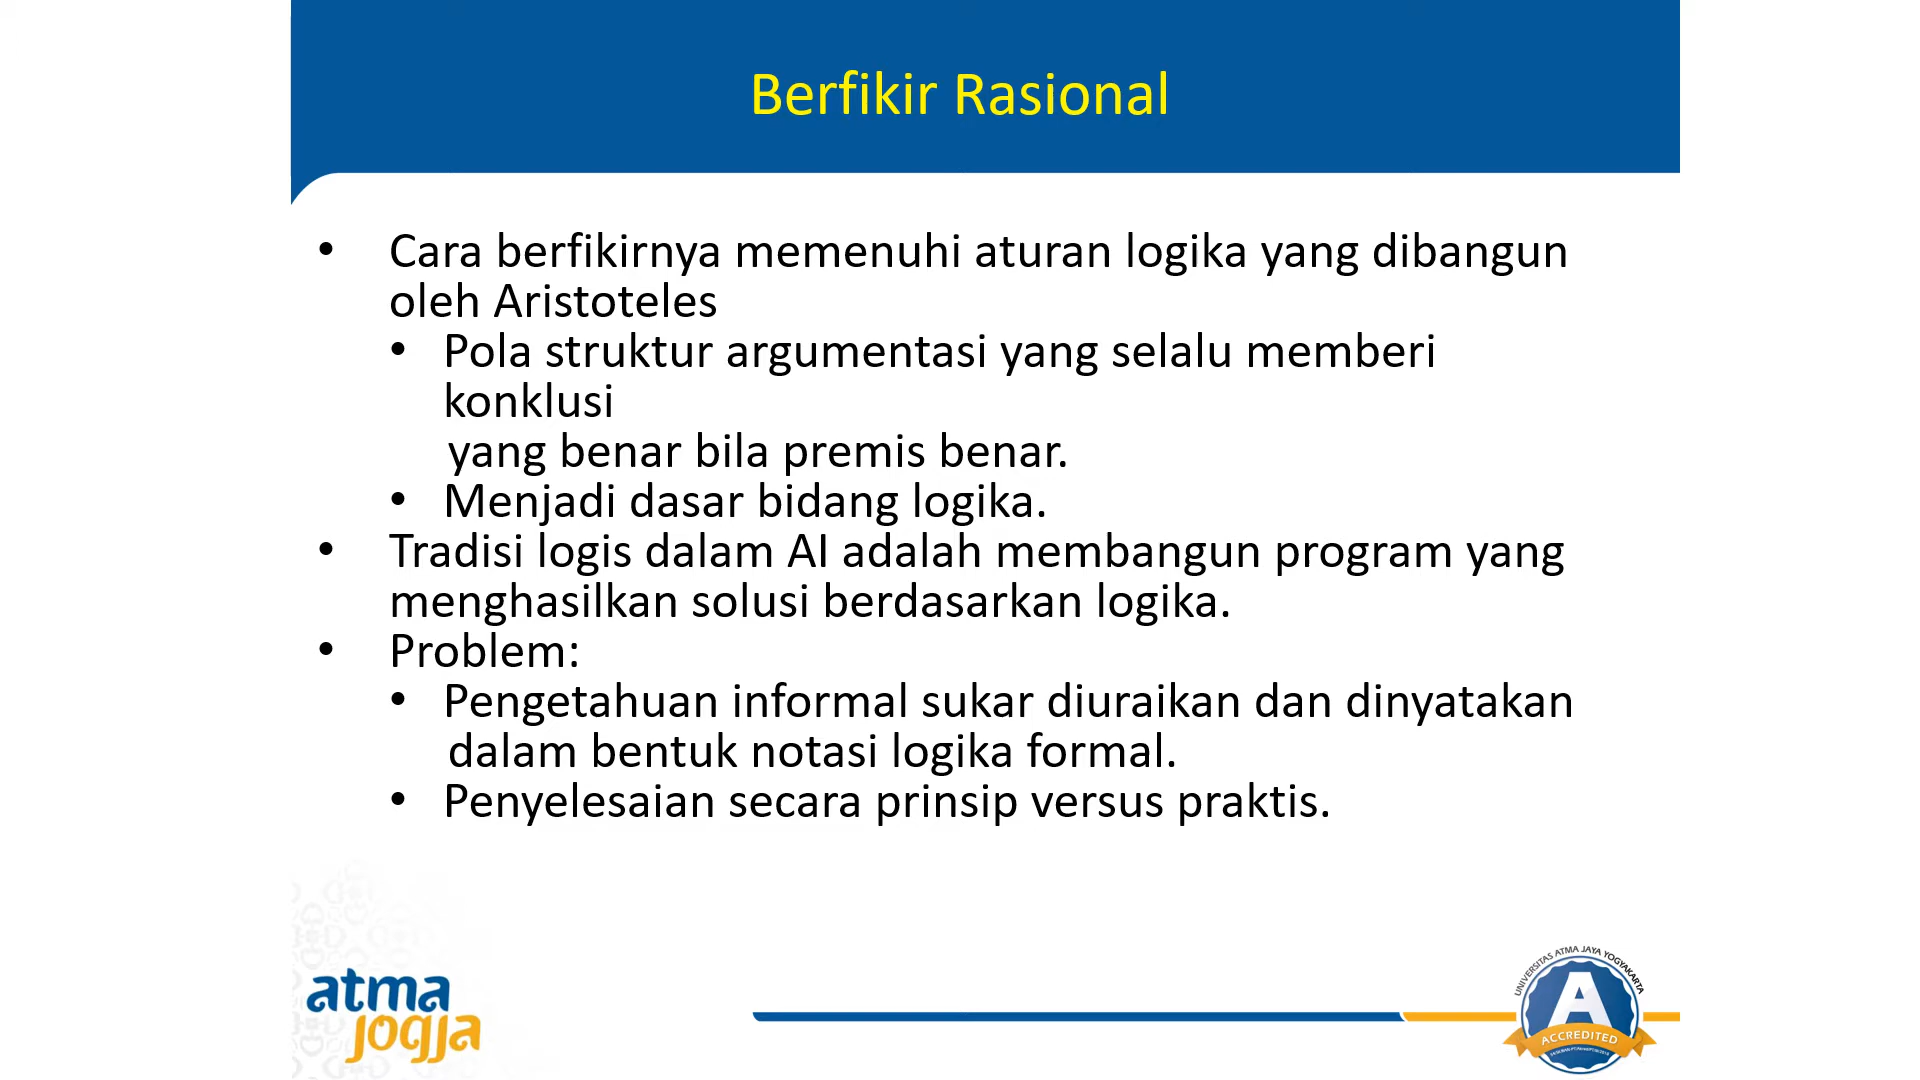 Berfikir Rasional
• Cara berfikirnya memenuhi aturan logika yang dibangun
oleh Aristoteles
• Pola struktur argumentasi yang selalu memberi
konklusi
yang benar bila premis benar.
• Menjadi dasar bidang logika.
• Tradisi logis dalam AI adalah membangun program yang
menghasilkan solusi berdasarkan logika.
• Problem:
• Pengetahuan informal sukar diuraikan dan dinyatakan
dalam bentuk notasi logika formal.
• Penyelesaian secara prinsip versus praktis.
atma
jogja
UNIVERSITAS ATMA JAYA YOGYAKARTA
A
ACCREDITED